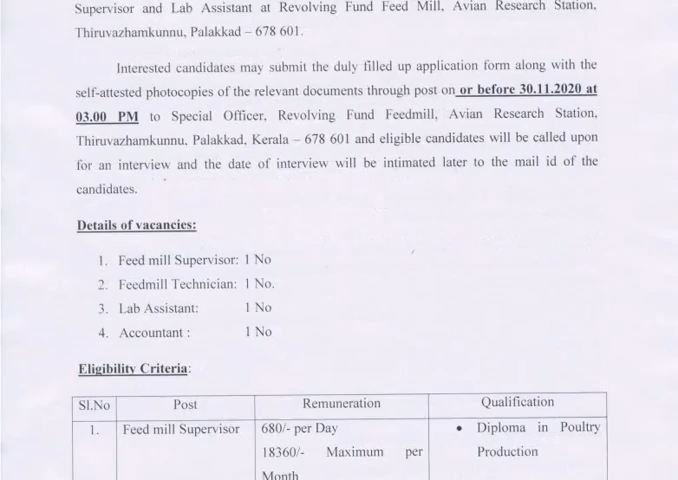 Supervisor and Lab Assistant at Revolving Fund Feed Mill, Avian Research Station,
Thiruvazhamkunnu, Palakkad – 678 601.
Interested candidates may submit the duly filled up application form along with the
self-attested photocopies of the relevant documents through post on or before 30.11.2020 at
03.00 PM to Special Officer, Revolving Fund Feedmill, Avian Research Station,
Thiruvazhamkunnu, Palakkad, Kerala – 678 601 and eligible candidates will be called upon
for an interview and the date of interview will be intimated later to the mail id of the
candidates.
Details of vacancies:
1. Feed mill Supervisor: 1 No
2. Feedmill Technician: 1 No.
3. Lab Assistant: 1 No
4. Accountant : 1 No
Eligibility Criteria:
Sl.No Post Remuneration Qualification
1. Feed mill Supervisor 680/- per Day • Diploma in Poultry
18360/- Maximum per Production
Month